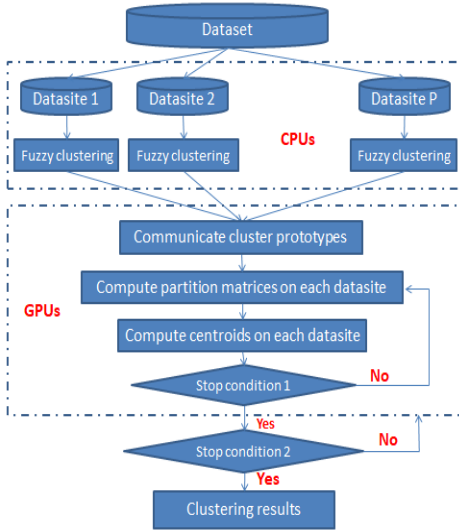 Dataset
Datasite 1
Datasite 2
Datasite P
Fuzzy clustering
Fuzzy clustering
Fuzzy clustering
CPUs
Communicate cluster prototypes
Compute partition matrices on each datasite
GPUs
Compute centroids on each datasite
Stop condition 1
No
Yes
Stop condition 2
No
Yes
Clustering results